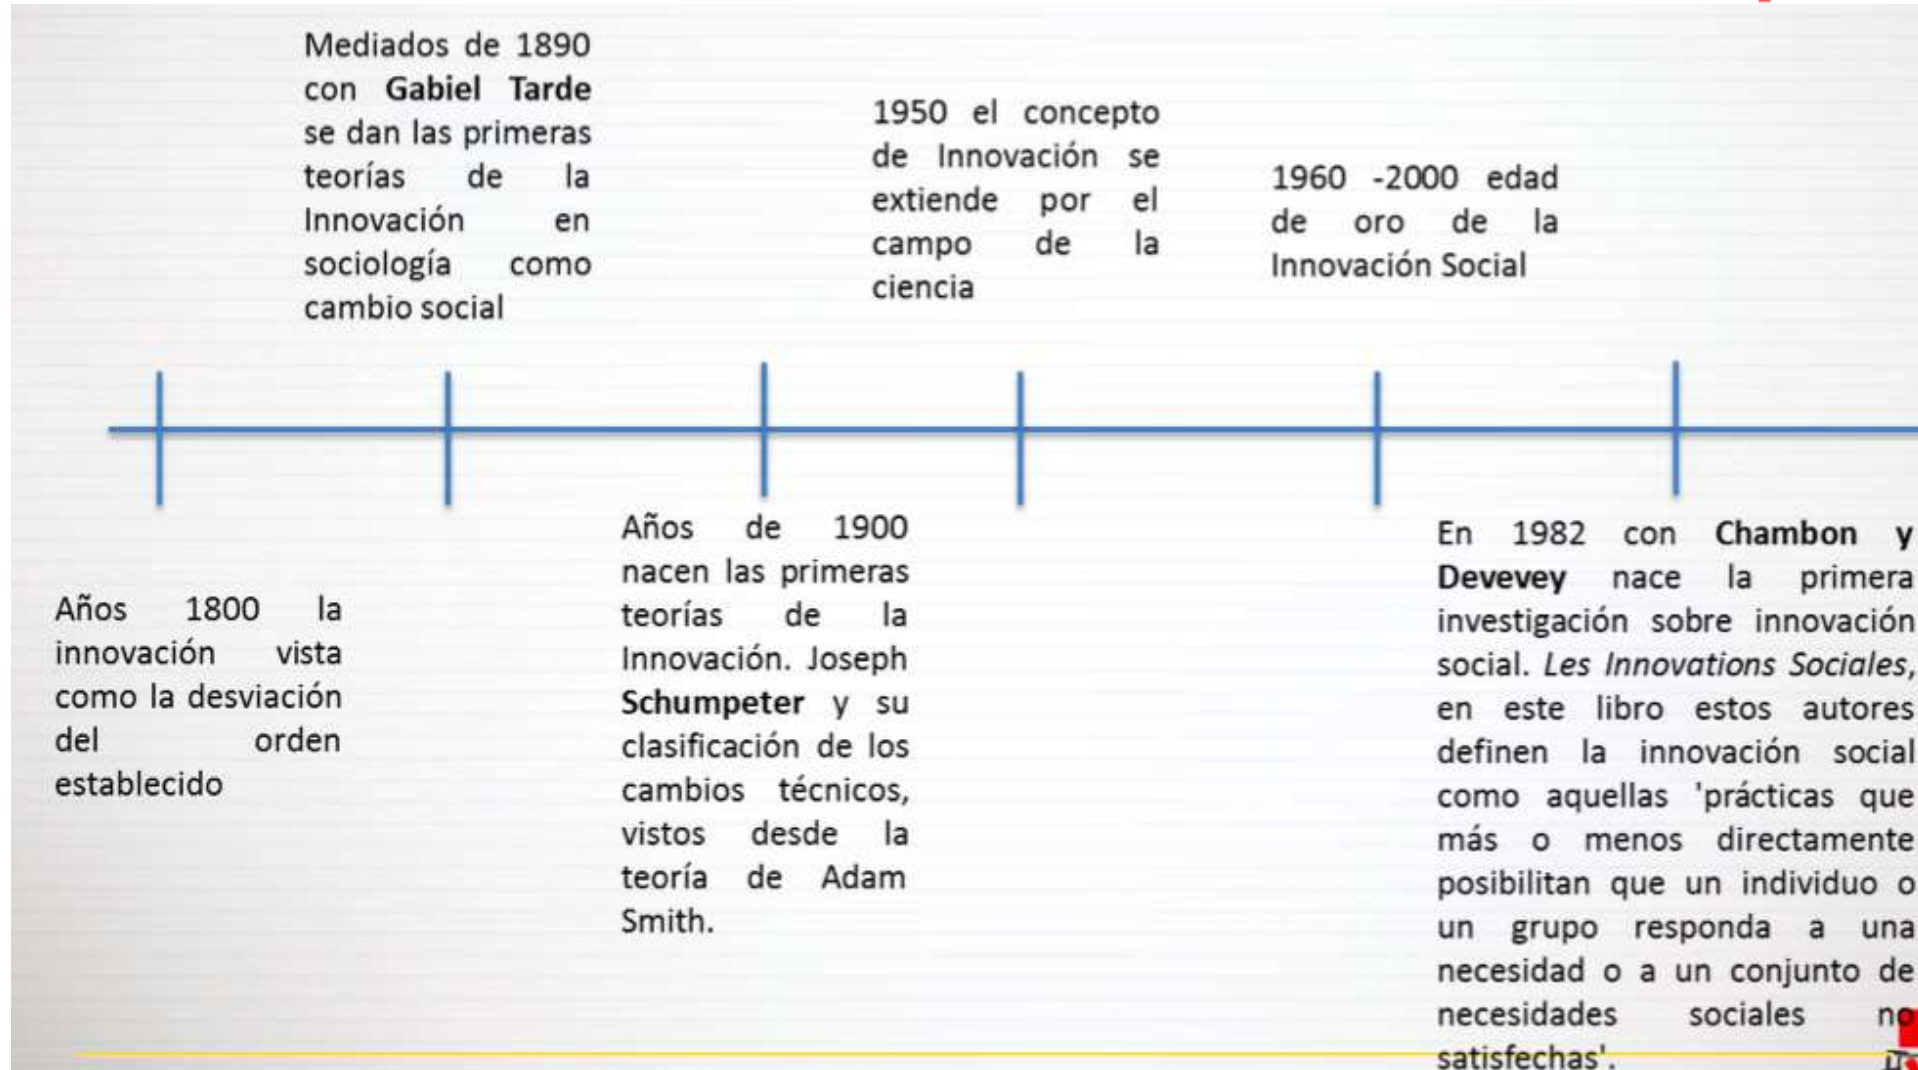 Mediados de 1890
con Gabiel Tarde
se dan las primeras
teorías de la
Innovación en
sociología como
cambio social
1950 el concepto
de Innovación se
extiende por el
campo de la
ciencia
1960 -2000 edad
de oro de la
Innovación Social
Años 1800 la
innovación vista
como la desviación
del orden
establecido
Años de 1900
nacen las primeras
teorías de la
Innovación. Joseph
Schumpeter y su
clasificación de los
cambios técnicos,
vistos desde la
teoría de Adam
Smith.
En 1982 con Chambon y
Devevey nace la primera
investigación sobre innovación
social. Les Innovations Sociales,
en este libro estos autores
definen la innovación social
como aquellas 'prácticas que
más o menos directamente
posibilitan que un individuo o
un grupo responda a una
necesidad o a un conjunto de
necesidades sociales no
satisfechas'.